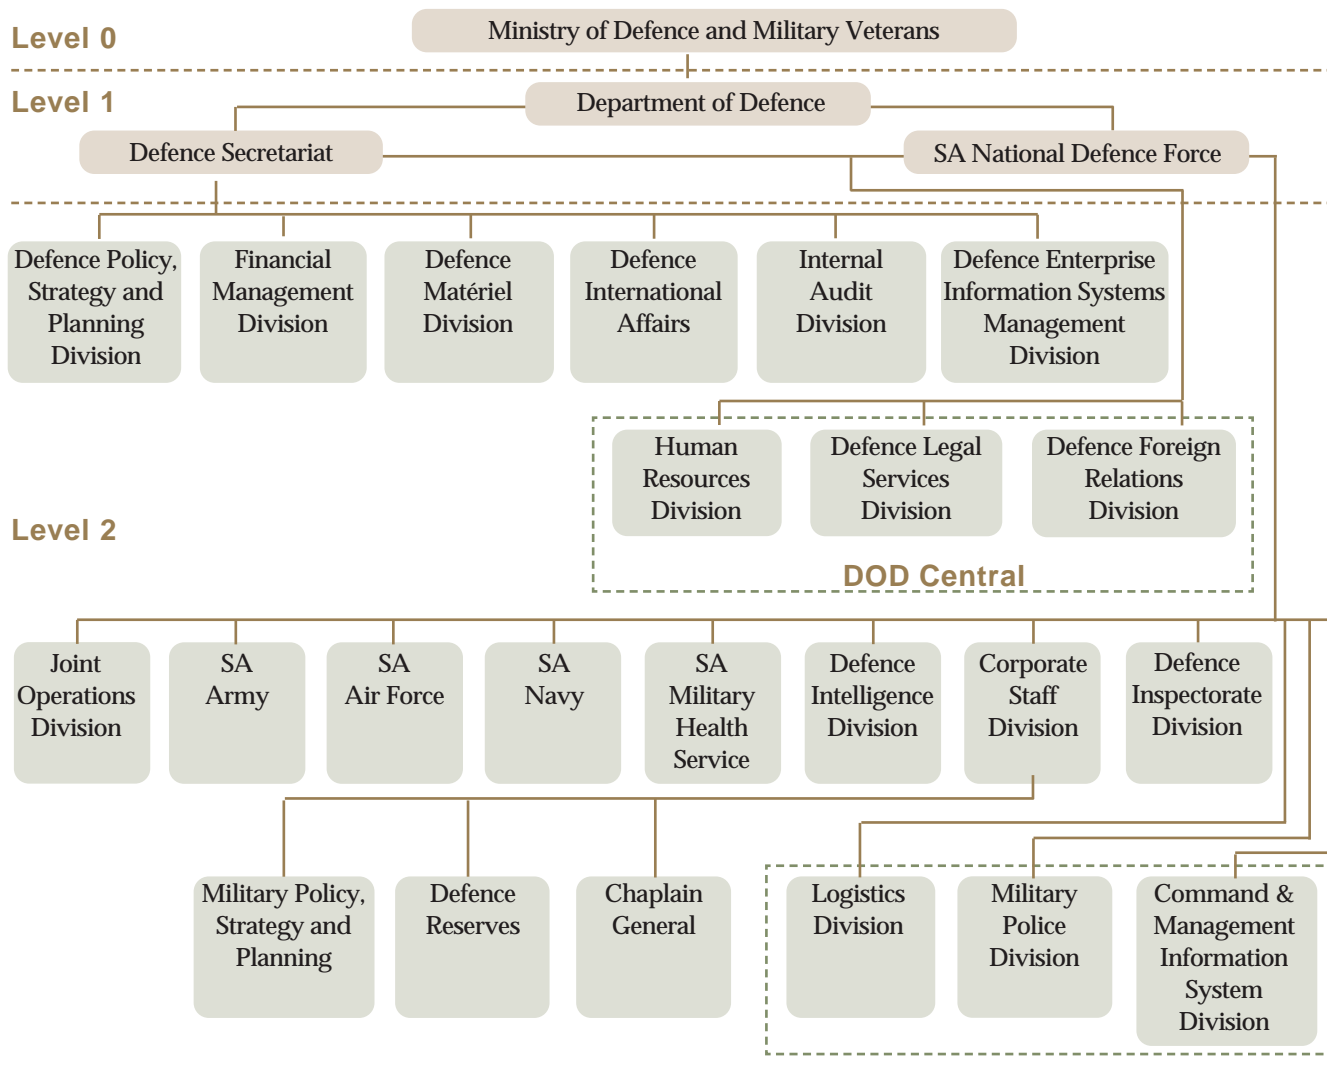 Level 0
Ministry of Defence and Military Veterans
Level 1
Department of Defence
Defence Secretariat
SA National Defence Force
Defence Policy,
Strategy and
Planning
Division
Financial
Management
Division
Defence
Matériel
Division
Defence
International
Affairs
Internal
Audit
Division
Defence Enterprise
Information Systems
Management
Division
Human
Resources
Division
Defence Legal
Services
Division
Defence Foreign
Relations
Division
Level 2
DOD Central
Joint
Operations
Division
SA
Army
SA
Air Force
SA
Navy
SA
Military
Health
Service
Defence
Intelligence
Division
Corporate
Staff
Division
Defence
Inspectorate
Division
Military Policy,
Strategy and
Planning
Defence
Reserves
Chaplain
General
Logistics
Division
Military
Police
Division
Command &
Management
Information
System
Division